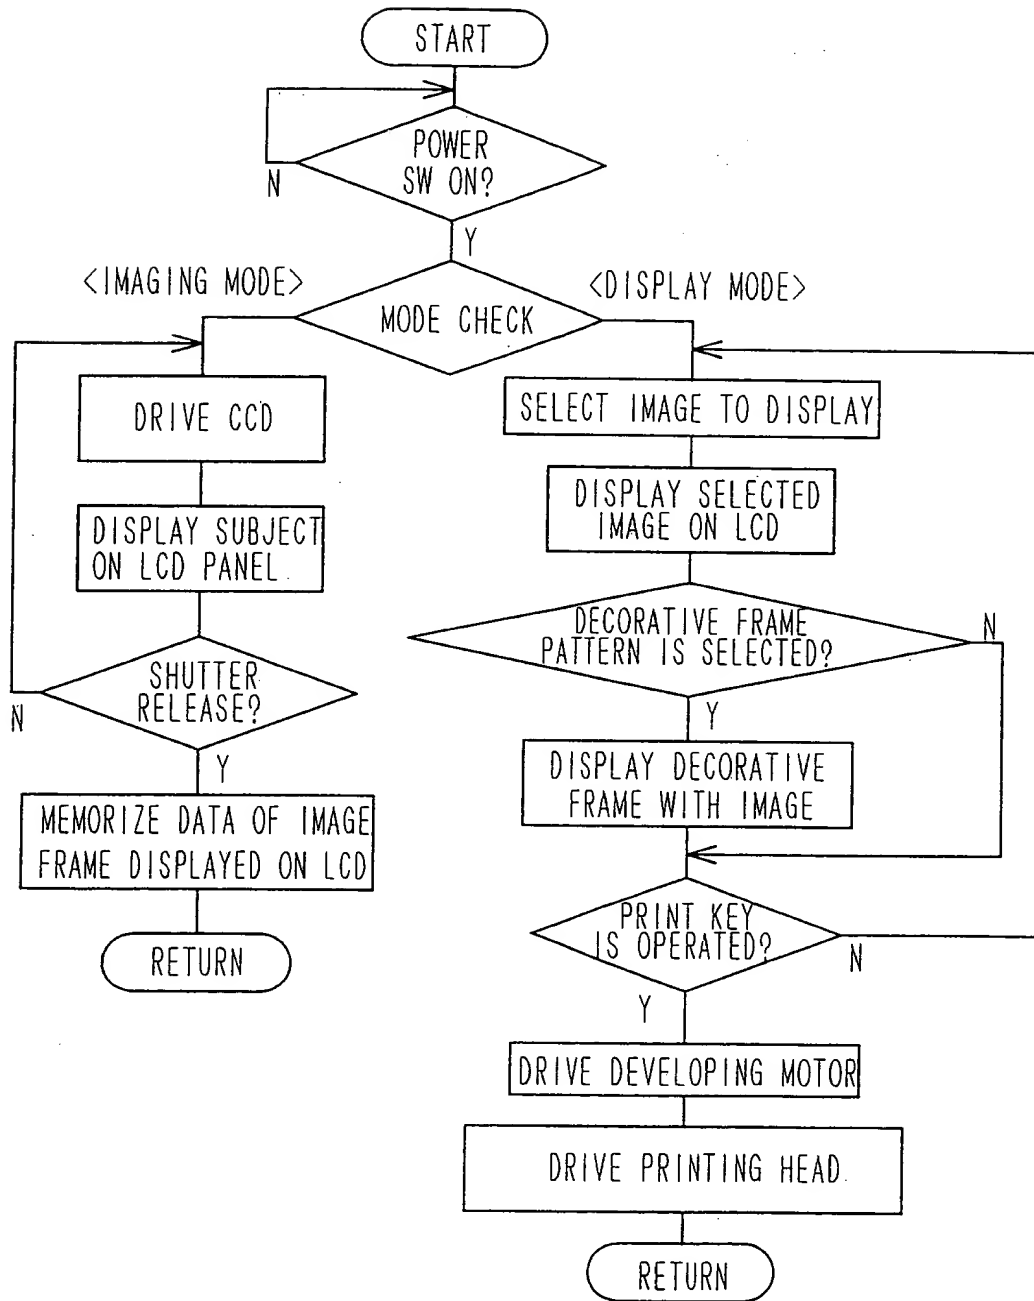 START
POWER
SW ON?
N
Y
<IMAGING MODE>
<DISPLAY MODE>
MODE CHECK
DRIVE CCD
DISPLAY SUBJECT
ON LCD PANEL
SHUTTER
RELEASE?
N
Y
MEMORIZE DATA OF IMAGE
FRAME DISPLAYED ON LCD
RETURN
SELECT IMAGE TO DISPLAY
DISPLAY SELECTED
IMAGE ON LCD
DECORATIVE FRAME
PATTERN IS SELECTED?
N
Y
DISPLAY DECORATIVE
FRAME WITH IMAGE
PRINT KEY
IS OPERATED?
N
Y
DRIVE DEVELOPING MOTOR
DRIVE PRINTING HEAD
RETURN